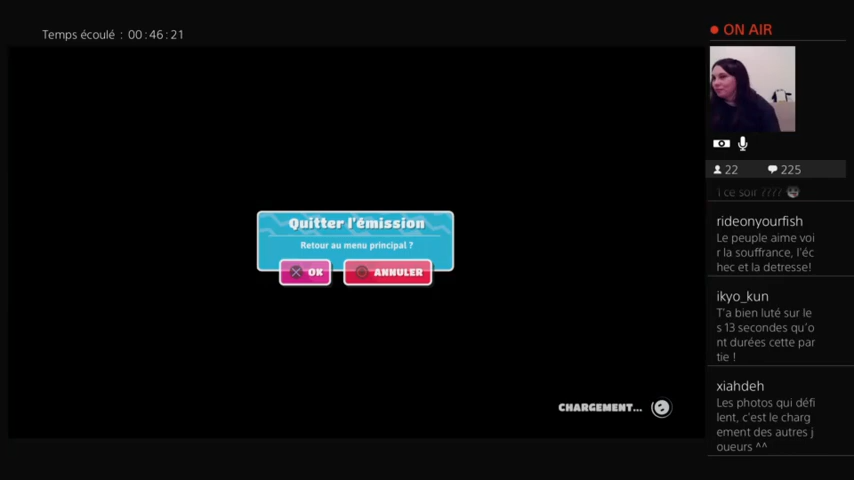 Temps écoulé : 00:46:21
ON AIR
22
225
1 ce soir ????
rideonyourfish
Le peuple aime voi
r la souffrance, l'éc
hec et la detresse!
Quitter l'émission
Retour au menu principal ?
OK
ANNULER
ikyo_kun
T'a bien luté sur le
s 13 secondes qu'o
nt durées cette par
tie !
xiahdeh
Les photos qui défi
lent, c'est le charg
ement des autres j
oueurs ^^
CHARGEMENT...